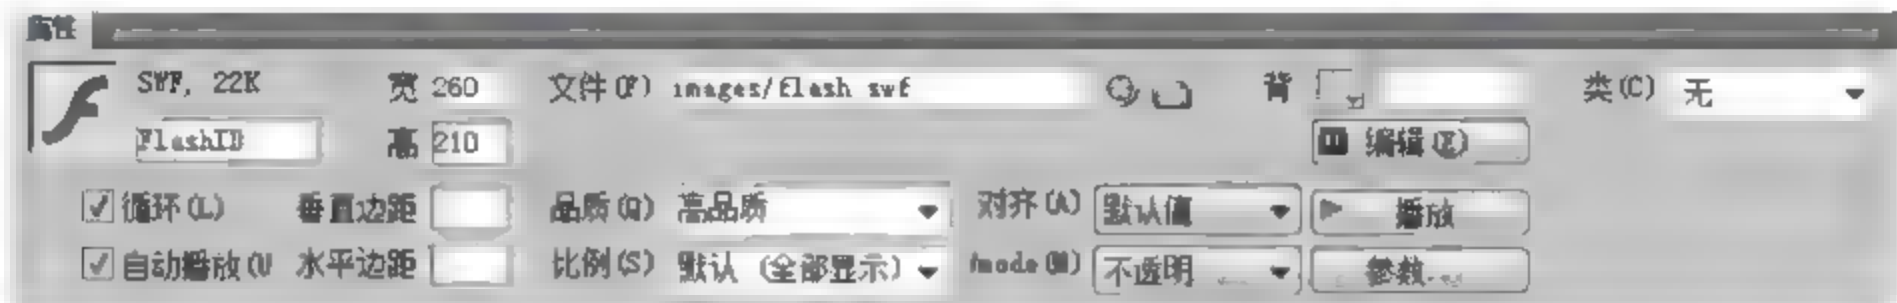 属性
SWF, 22K 宽 260 文件(F) images/flash.swf 背 类(C) 无
FlashID 高 210 编辑(E)
循环(L) 垂直边距 品质(Q) 高品质 对齐(A) 默认值 播放
自动播放(U 水平边距 比例(S) 默认 (全部显示) mode(M) 不透明 参数...